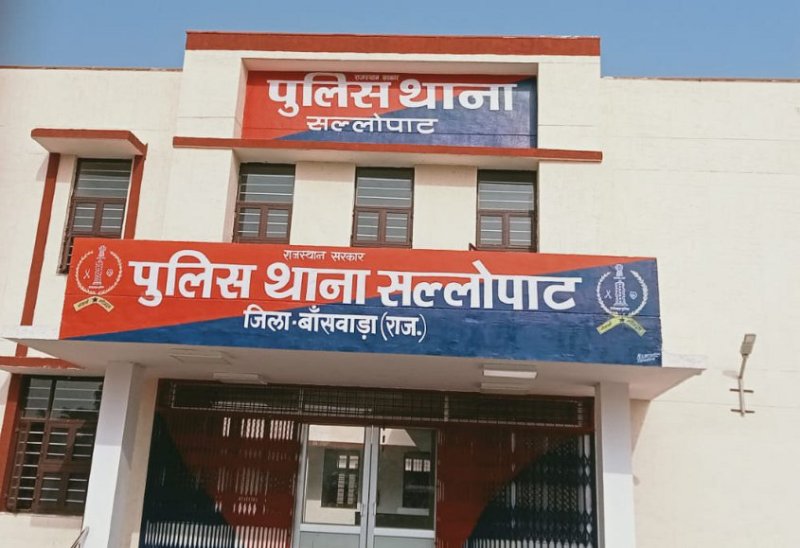 राजस्थान सरकार
पुलिस थाना
सल्लोपाट
राजस्थान सरकार
पुलिस थाना सल्लोपाट
जिला-बाँसवाड़ा (राज.)